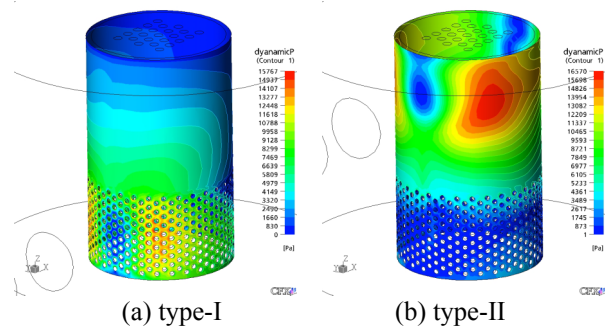 dyanamicP
(Contour 1)
15767
14937
14107
13277
12448
11618
10788
9958
9128
8299
7469
6639
5809
4979
4149
3320
2490
1660
830
0
[Pa]
Z
X
CFX
(a) type-I
dyanamicP
(Contour 1)
16570
15698
14826
13954
13082
12209
11337
10465
9593
8721
7849
6977
6105
5233
4361
3489
2617
1745
873
1
[Pa]
Z
X
CFX
(b) type-II